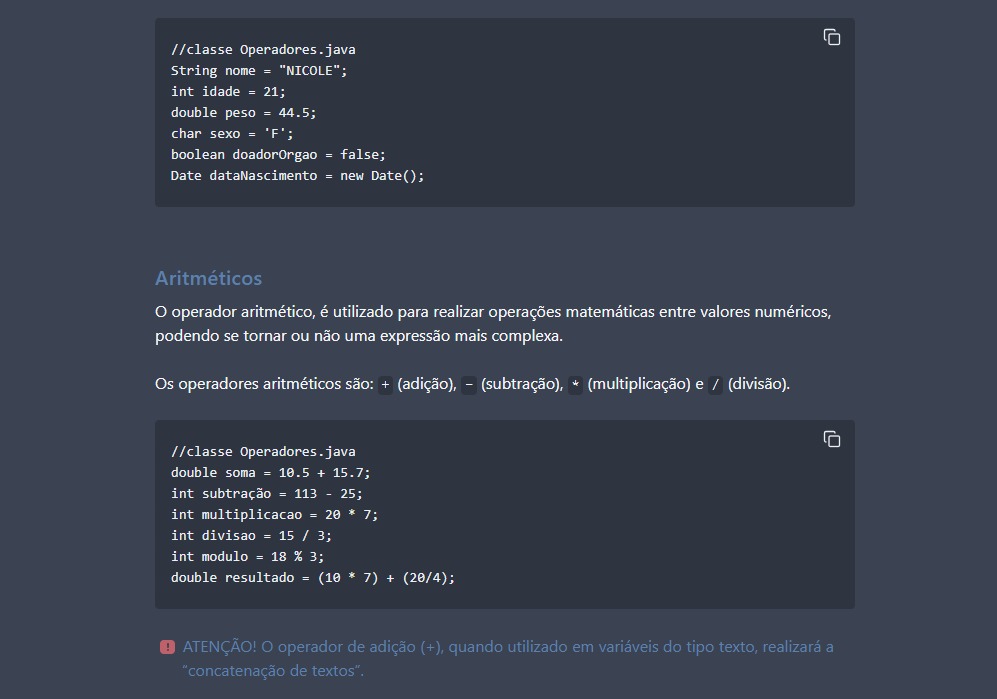 //classe Operadores.java
String nome = "NICOLE";
int idade = 21;
double peso = 44.5;
char sexo = 'F';
boolean doadorOrgao = false;
Date dataNascimento = new Date();
Aritméticos
O operador aritmético, é utilizado para realizar operações matemáticas entre valores numéricos,
podendo se tornar ou não uma expressão mais complexa.
Os operadores aritméticos são: + (adição), - (subtração), * (multiplicação) e / (divisão).
//classe Operadores.java
double soma = 10.5 + 15.7;
int subtração = 113 - 25;
int multiplicacao = 20 * 7;
int divisao = 15 / 3;
int modulo = 18 % 3;
double resultado = (10 * 7) + (20/4);
ATENÇÃO! O operador de adição (+), quando utilizado em variáveis do tipo texto, realizará a
“concatenação de textos”.